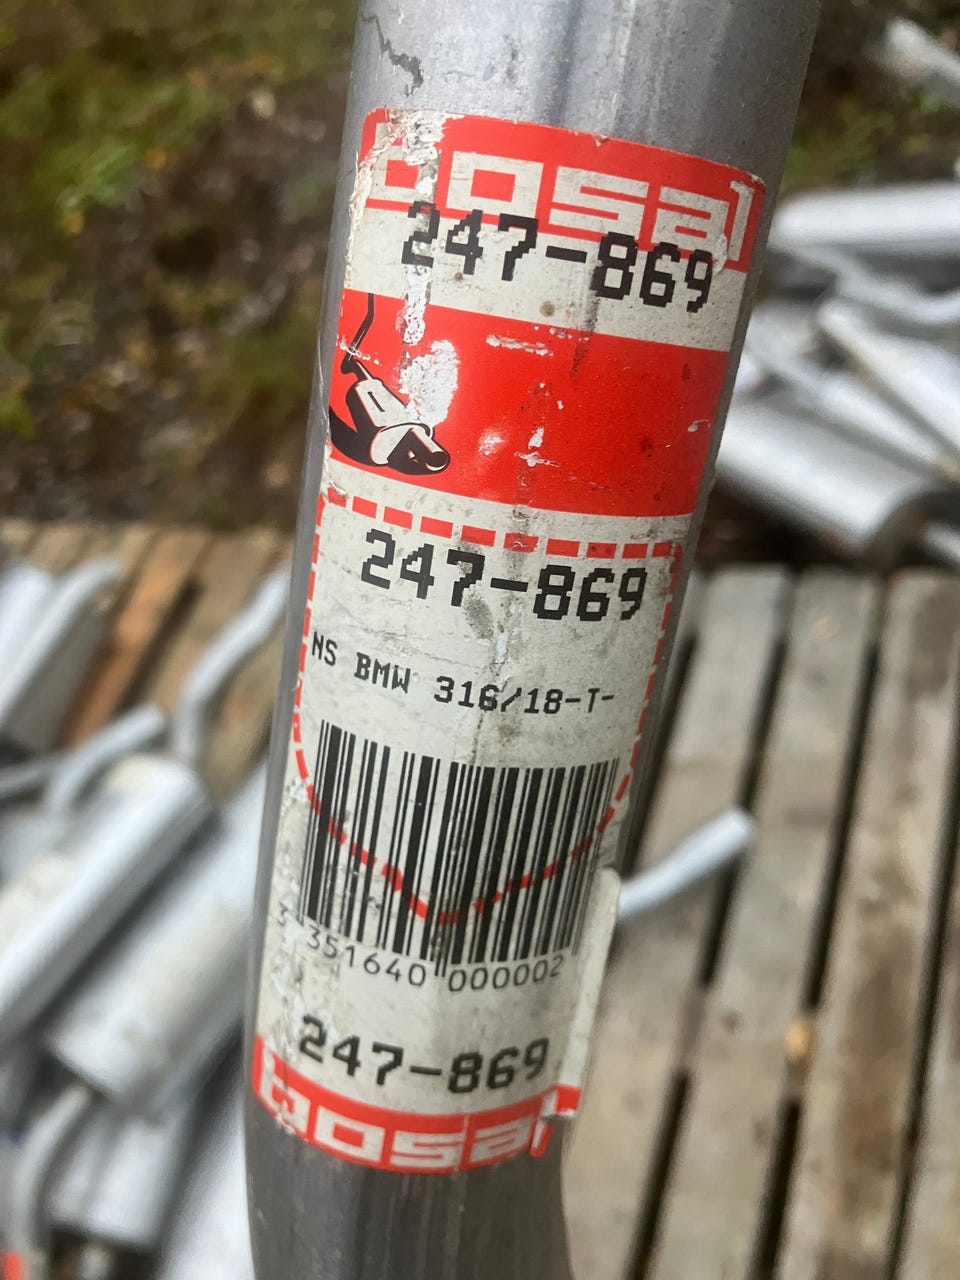 bosal
247-869
247-869
NS BMW 316/18-T-
3 351640 000002
247-869
bosal